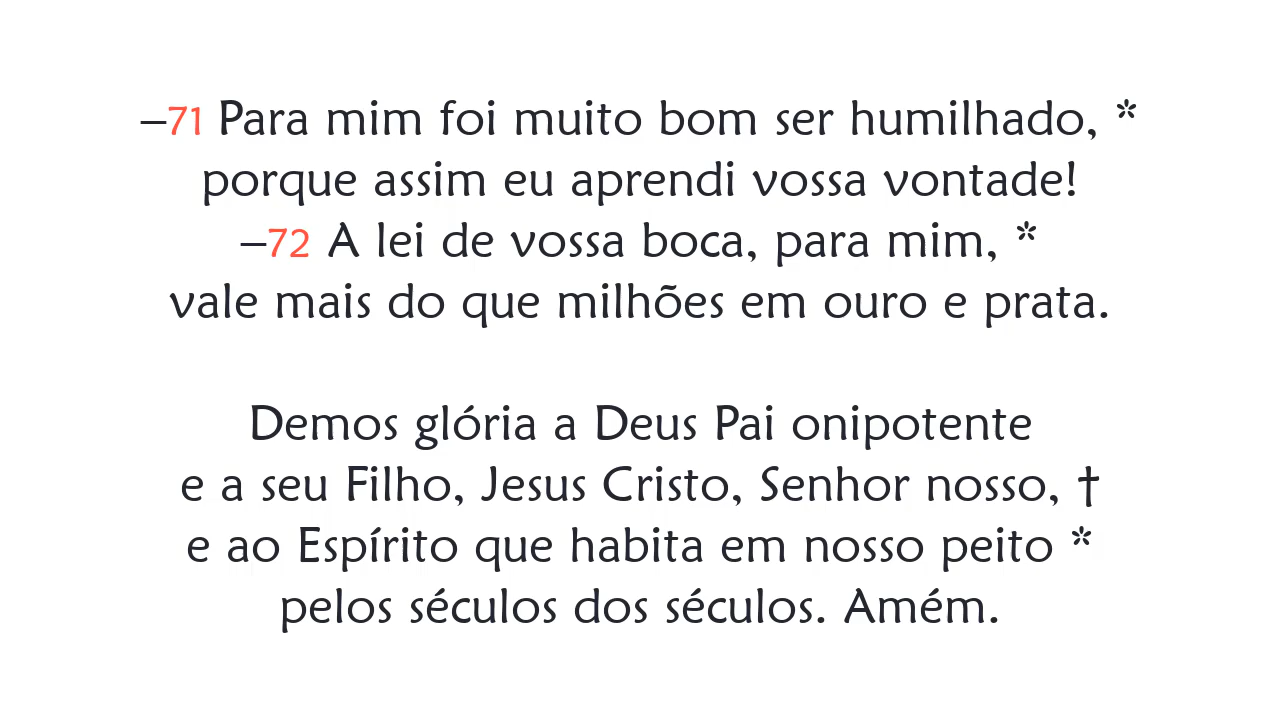 –71 Para mim foi muito bom ser humilhado, *
porque assim eu aprendi vossa vontade!
–72 A lei de vossa boca, para mim, *
vale mais do que milhões em ouro e prata.
Demos glória a Deus Pai onipotente
e a seu Filho, Jesus Cristo, Senhor nosso, †
e ao Espírito que habita em nosso peito *
pelos séculos dos séculos. Amém.